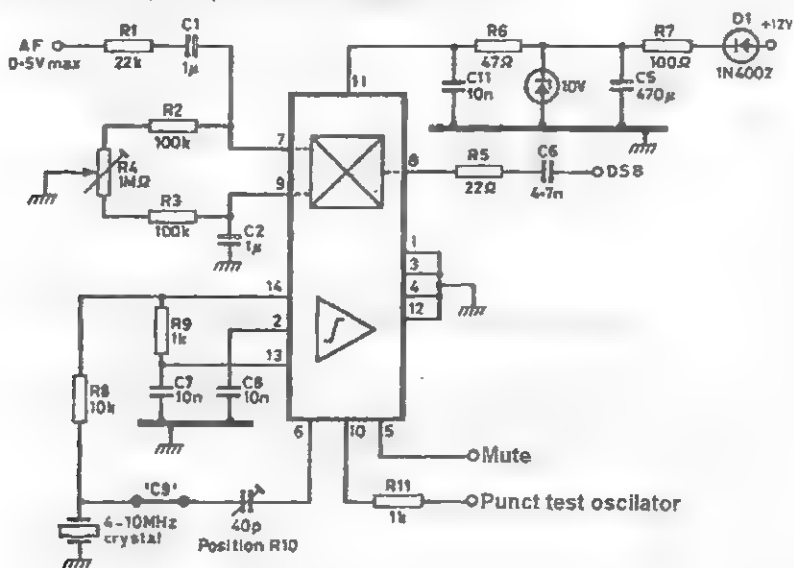 AF
0·5V max
R1
22k
C1
1µ
R2
100k
R4
1MΩ
R3
100k
C2
1µ
7
9
11
C11
10n
R6
47Ω
10V
C5
470µ
R7
100Ω
D1
+12V
1N4002
8
R5
22Ω
C6
4·7n
DSB
1
3
4
12
14
2
13
R9
1k
C7
10n
C8
10n
R8
10k
6
10
5
Mute
R11
1k
Punct test oscilator
'C9'
40p
Position R10
4-10MHz
crystal